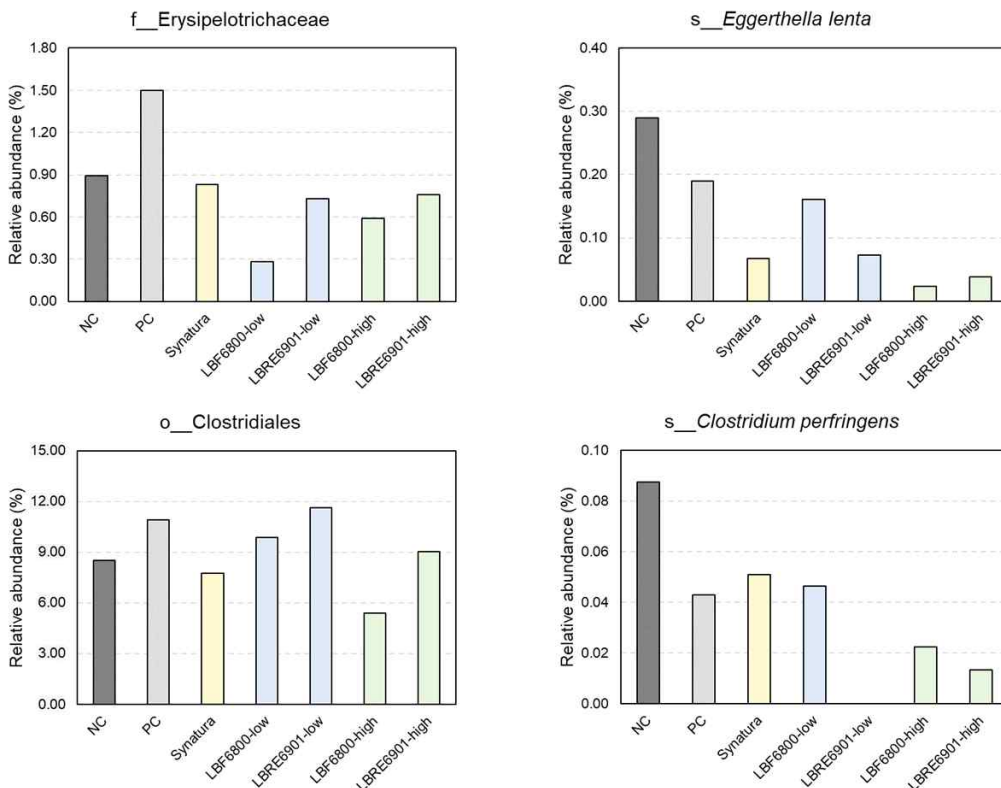 f__Erysipelotrichaceae
Relative abundance (%)
1.80
1.50
1.20
0.90
0.60
0.30
0.00
NC
PC
Synatura
LBF6800-low
LBRE6901-low
LBF6800-high
LBRE6901-high
s__Eggerthella lenta
Relative abundance (%)
0.40
0.30
0.20
0.10
0.00
NC
PC
Synatura
LBF6800-low
LBRE6901-low
LBF6800-high
LBRE6901-high
o__Clostridiales
Relative abundance (%)
15.00
12.00
9.00
6.00
3.00
0.00
NC
PC
Synatura
LBF6800-low
LBRE6901-low
LBF6800-high
LBRE6901-high
s__Clostridium perfringens
Relative abundance (%)
0.10
0.08
0.06
0.04
0.02
0.00
NC
PC
Synatura
LBF6800-low
LBRE6901-low
LBF6800-high
LBRE6901-high